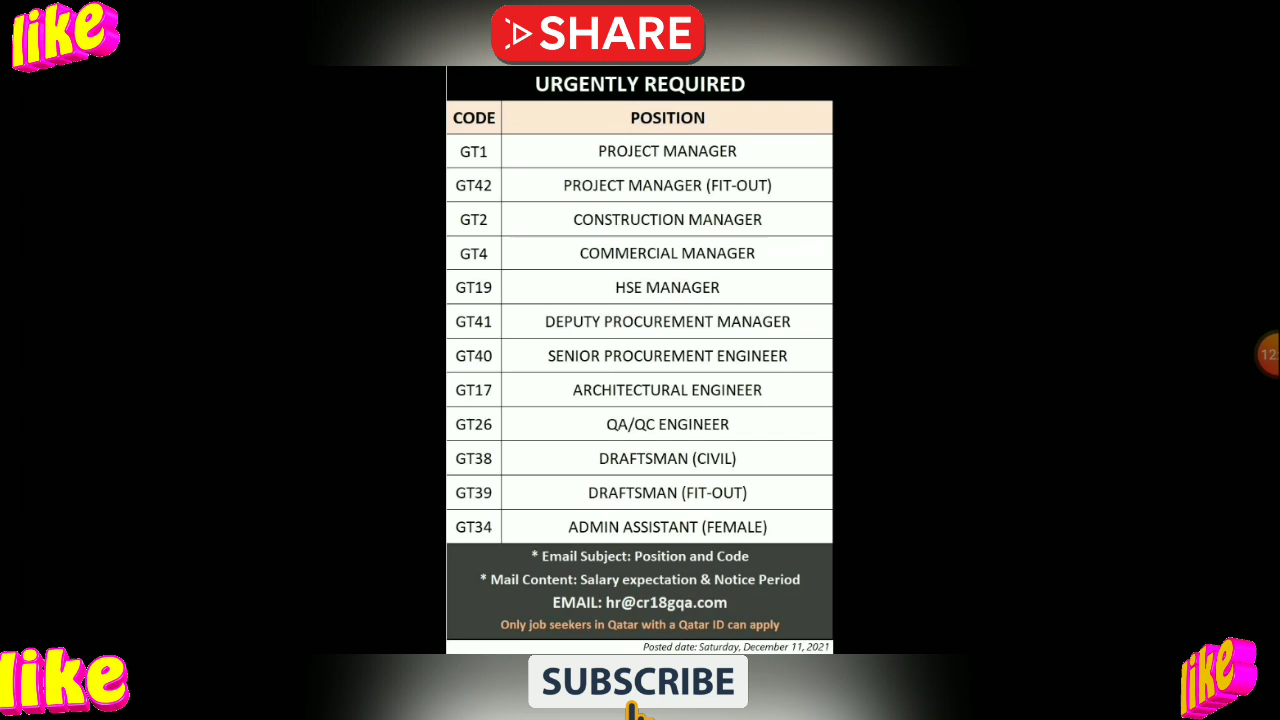 like
SHARE
URGENTLY REQUIRED
CODE POSITION
GT1 PROJECT MANAGER
GT42 PROJECT MANAGER (FIT-OUT)
GT2 CONSTRUCTION MANAGER
GT4 COMMERCIAL MANAGER
GT19 HSE MANAGER
GT41 DEPUTY PROCUREMENT MANAGER
GT40 SENIOR PROCUREMENT ENGINEER
GT17 ARCHITECTURAL ENGINEER
GT26 QA/QC ENGINEER
GT38 DRAFTSMAN (CIVIL)
GT39 DRAFTSMAN (FIT-OUT)
GT34 ADMIN ASSISTANT (FEMALE)
* Email Subject: Position and Code
* Mail Content: Salary expectation & Notice Period
EMAIL: hr@cr18gqa.com
Only job seekers in Qatar with a Qatar ID can apply
Posted date: Saturday, December 11, 2021
like
SUBSCRIBE
like